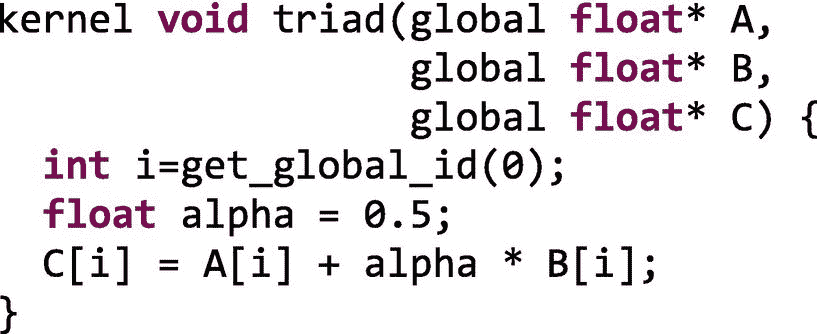 kernel void triad(global float* A,
                  global float* B,
                  global float* C) {
  int i=get_global_id(0);
  float alpha = 0.5;
  C[i] = A[i] + alpha * B[i];
}